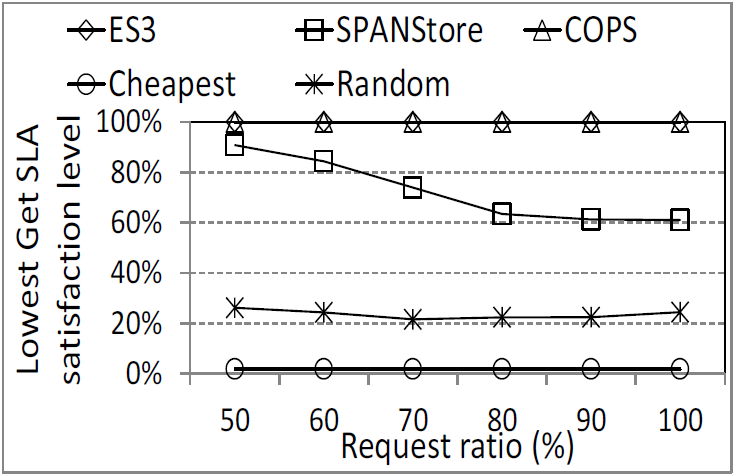 ES3 SPANStore COPS
Cheapest Random
Lowest Get SLA
satisfaction level
100%
80%
60%
40%
20%
0%
50 60 70 80 90 100
Request ratio (%)